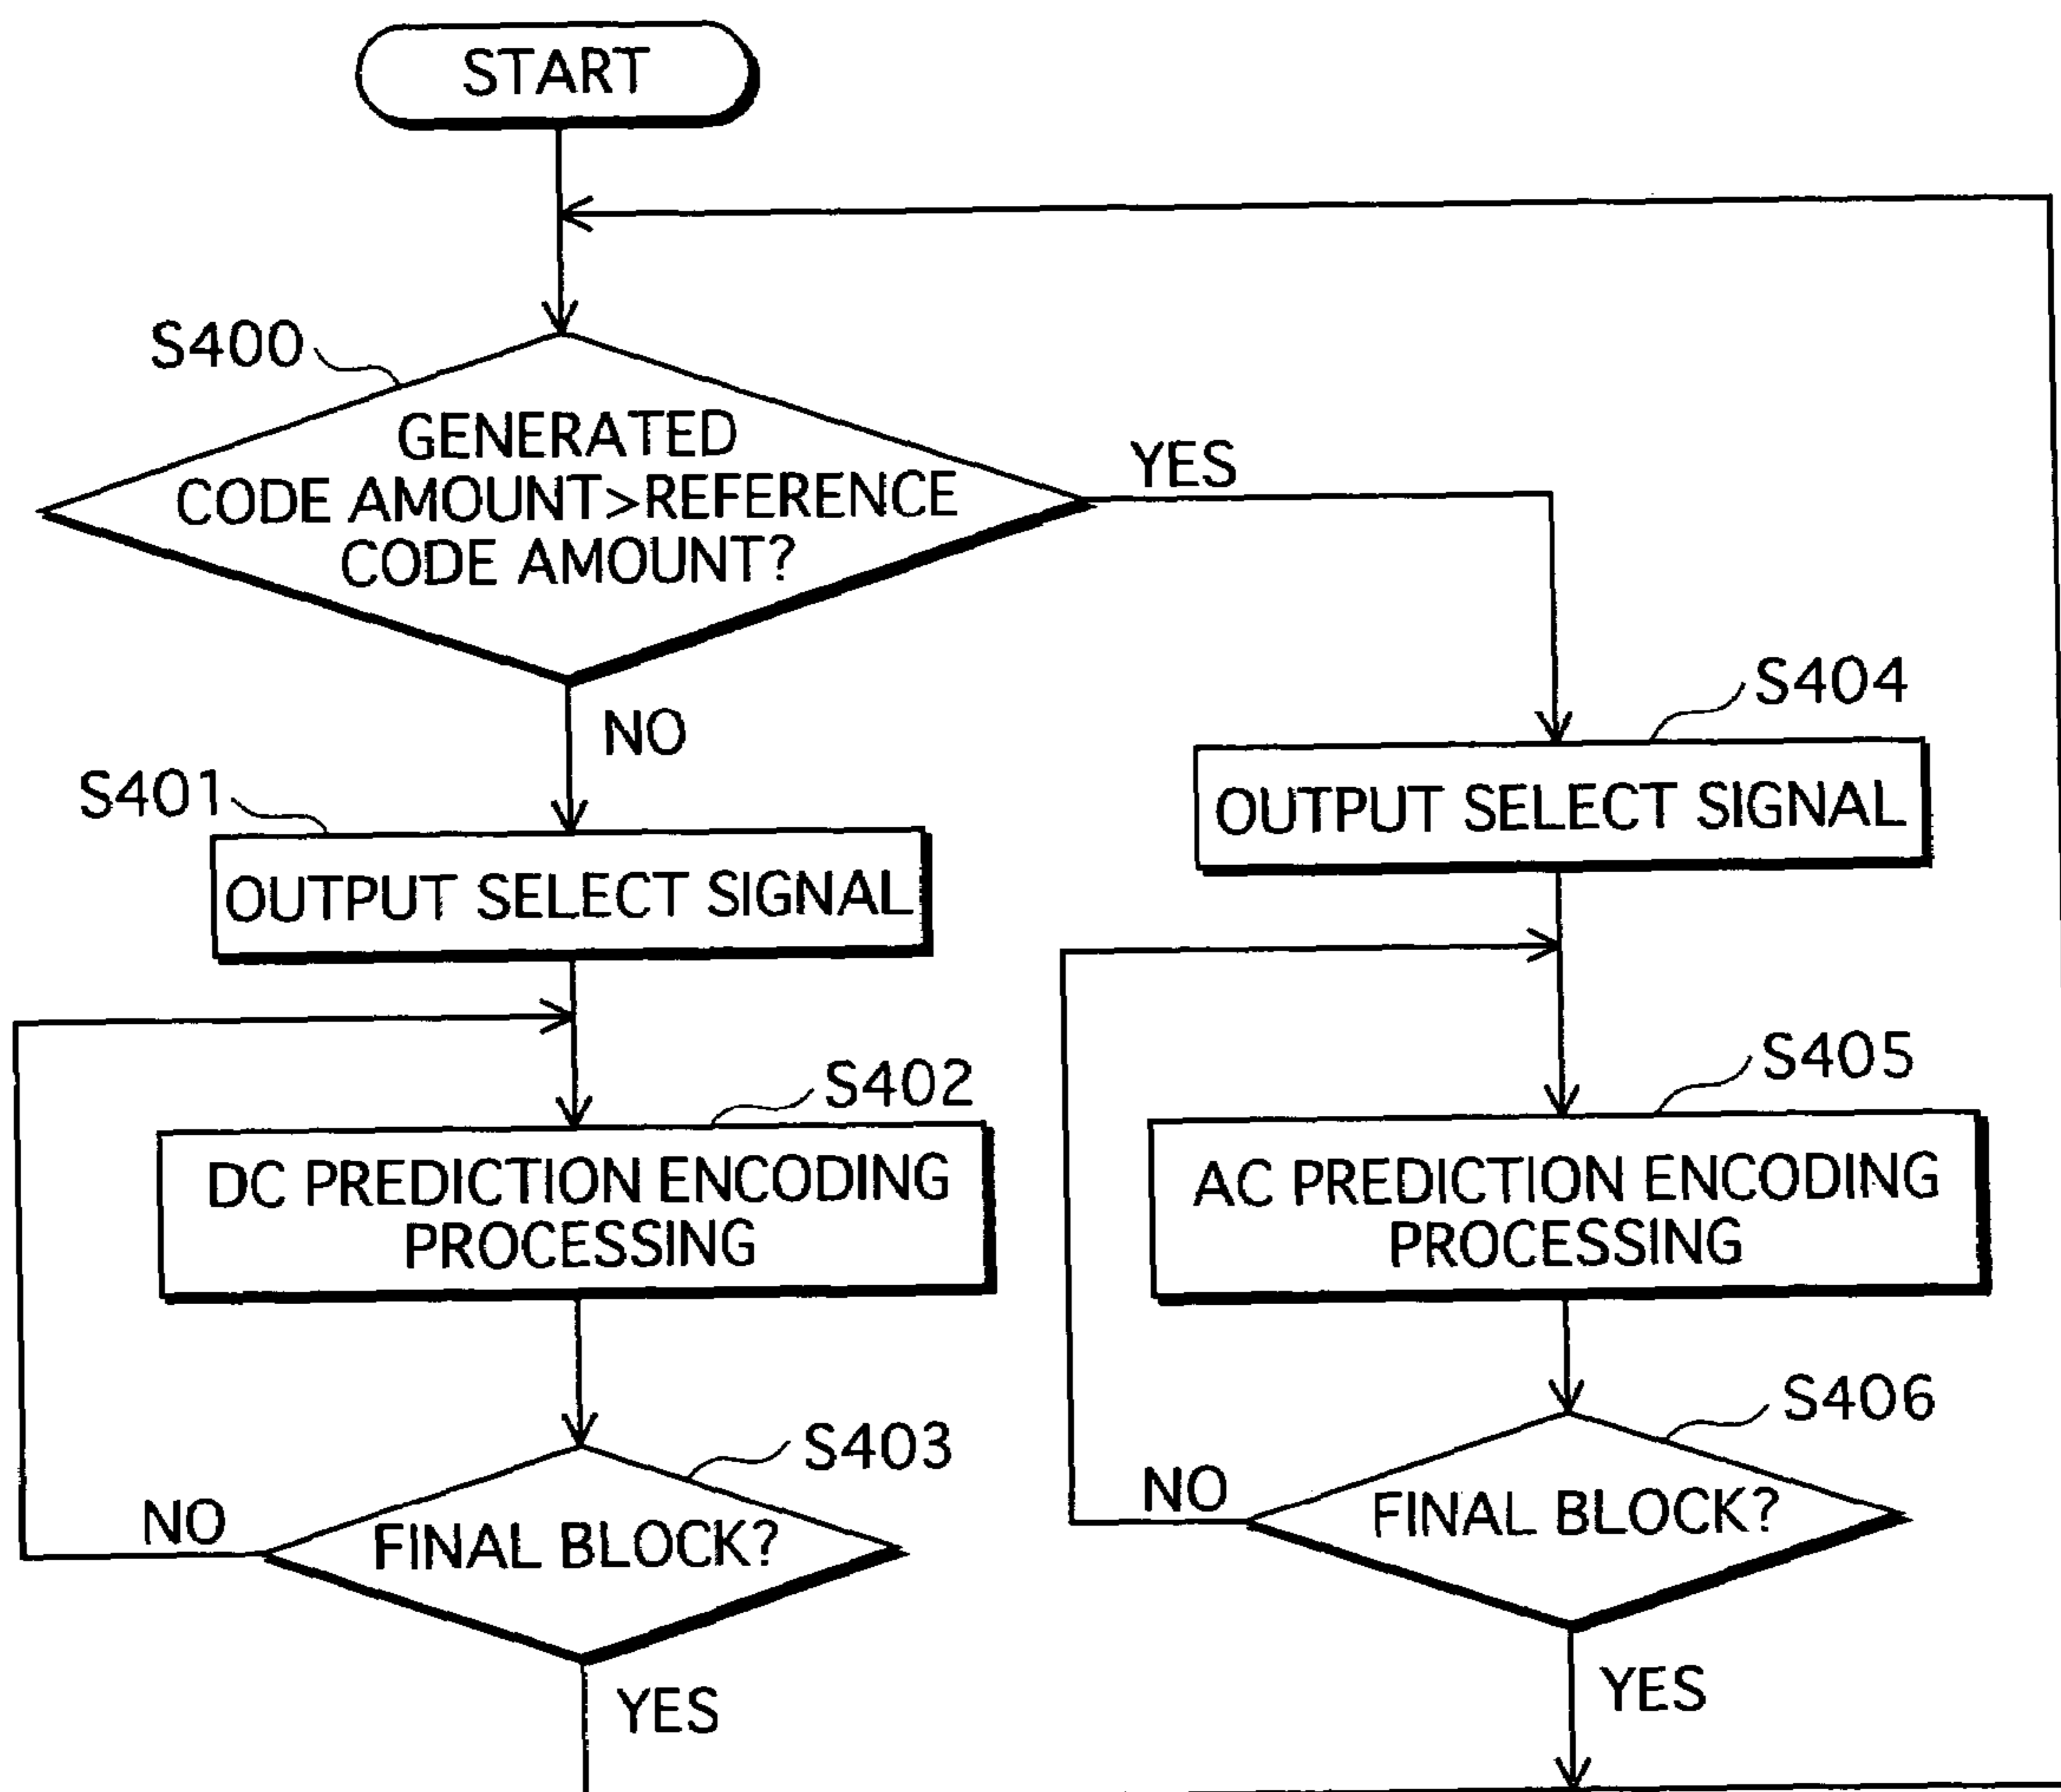 START
S400
GENERATED
CODE AMOUNT>REFERENCE
CODE AMOUNT?
YES
NO
S401
OUTPUT SELECT SIGNAL
S402
DC PREDICTION ENCODING
PROCESSING
S403
FINAL BLOCK?
NO
YES
S404
OUTPUT SELECT SIGNAL
S405
AC PREDICTION ENCODING
PROCESSING
S406
FINAL BLOCK?
NO
YES